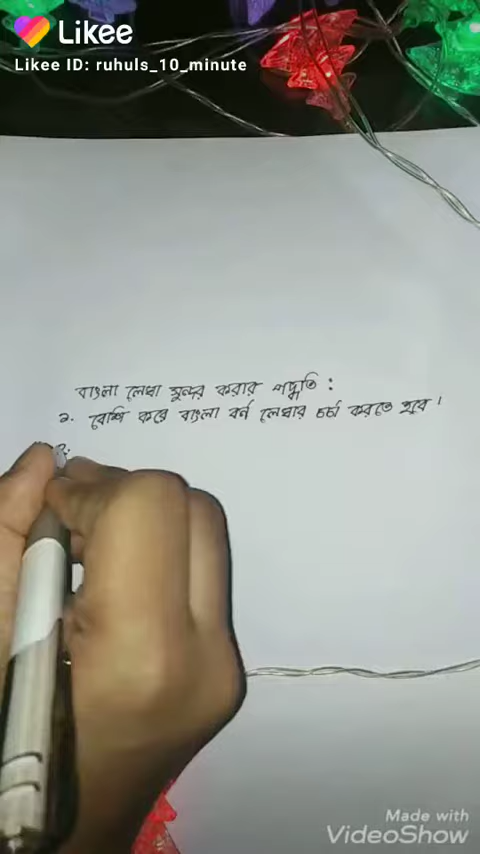 Likee
Likee ID: ruhuls_10_minute
বাংলা লেখা সুন্দর করার পদ্ধতি :
১. বেশি করে বাংলা বর্ন লেখার চর্চা করতে হবে।
Made with
VideoShow